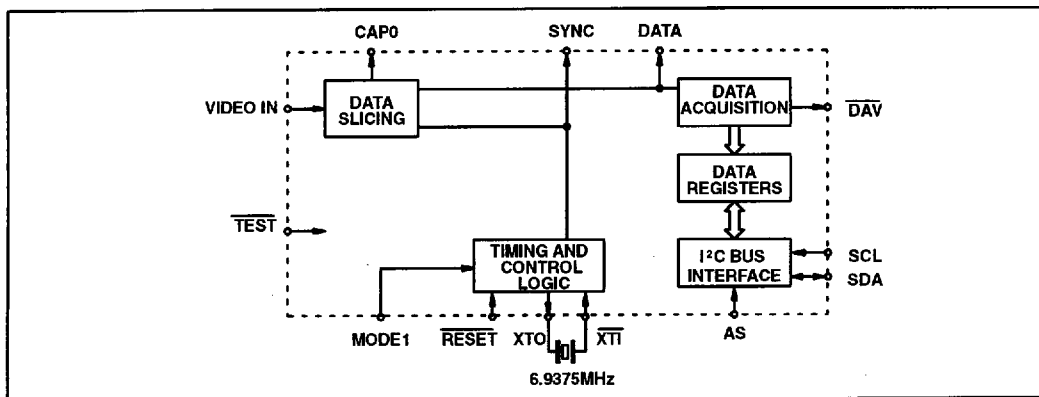 CAP0
SYNC
DATA
VIDEO IN
DATA
SLICING
DATA
ACQUISITION
DAV
DATA
REGISTERS
TEST
TIMING AND
CONTROL
LOGIC
I²C BUS
INTERFACE
SCL
SDA
MODE1
RESET
XTO
XTI
AS
6.9375MHz